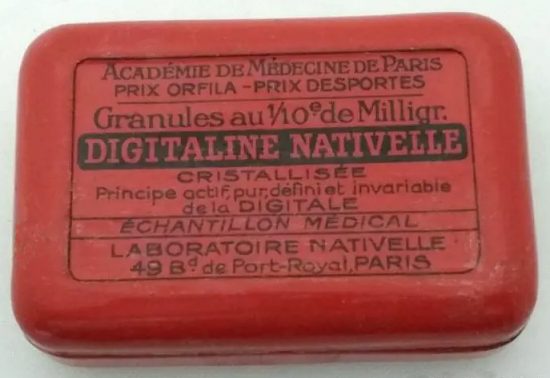 ACADÉMIE DE MÉDECINE DE PARIS
PRIX ORFILA - PRIX DESPORTES
Granules au 1/10e de Milligr.
DIGITALINE NATIVELLE
CRISTALLISÉE
Principe actif, pur, défini et invariable
de la DIGITALE
ÉCHANTILLON MÉDICAL
LABORATOIRE NATIVELLE
49 Bd de Port-Royal, PARIS